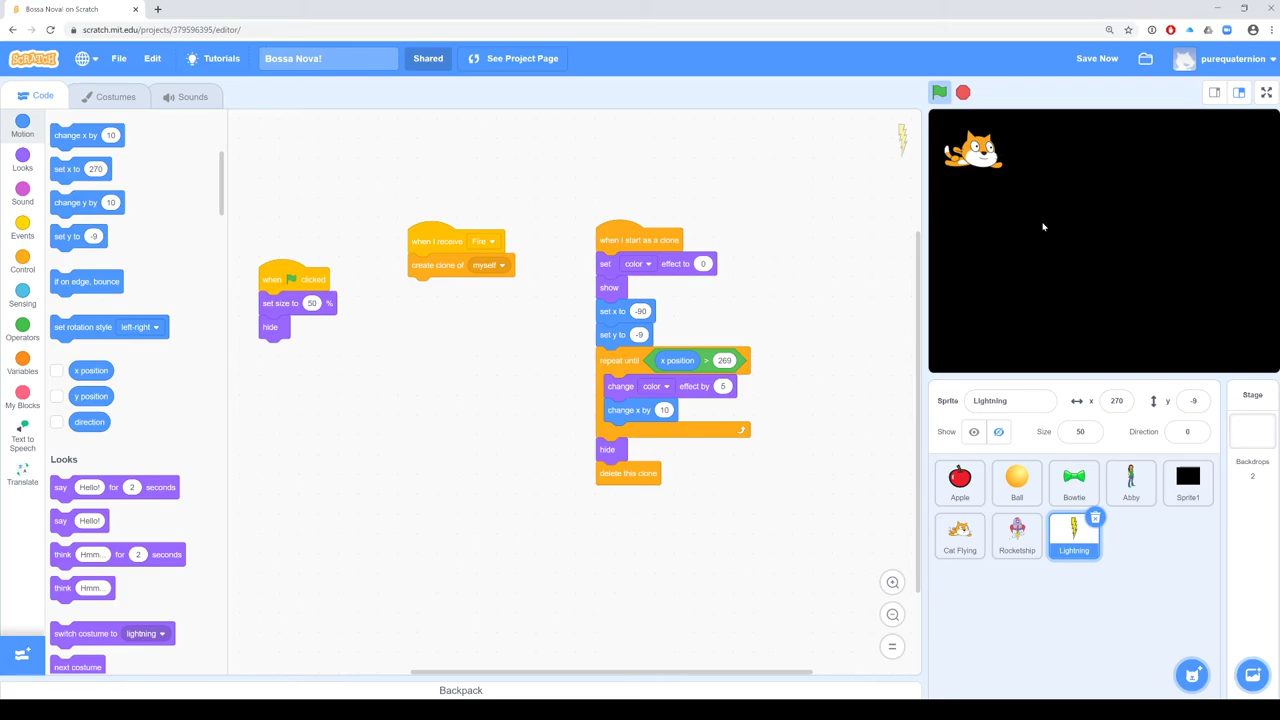 Bossa Nova! on Scratch
scratch.mit.edu/projects/379596395/editor/
SCRATCH File Edit Tutorials Bossa Nova! Shared See Project Page Save Now purequaternion
Code Costumes Sounds
Motion
Looks
Sound
Events
Control
Sensing
Operators
Variables
My Blocks
Text to
Speech
Translate
change x by 10
set x to 270
change y by 10
set y to -9
if on edge, bounce
set rotation style left-right
x position
y position
direction
Looks
say Hello! for 2 seconds
say Hello!
think Hmm... for 2 seconds
think Hmm...
switch costume to lightning
next costume
when clicked
set size to 50 %
hide
when I receive Fire
create clone of myself
when I start as a clone
set color effect to 0
show
set x to -90
set y to -9
repeat until x position > 269
change color effect by 5
change x by 10
hide
delete this clone
Sprite Lightning x 270 y -9
Show Size 50 Direction 0
Apple Ball Bowtie Abby Sprite1
Cat Flying Rocketship Lightning
Stage
Backdrops
2
Backpack